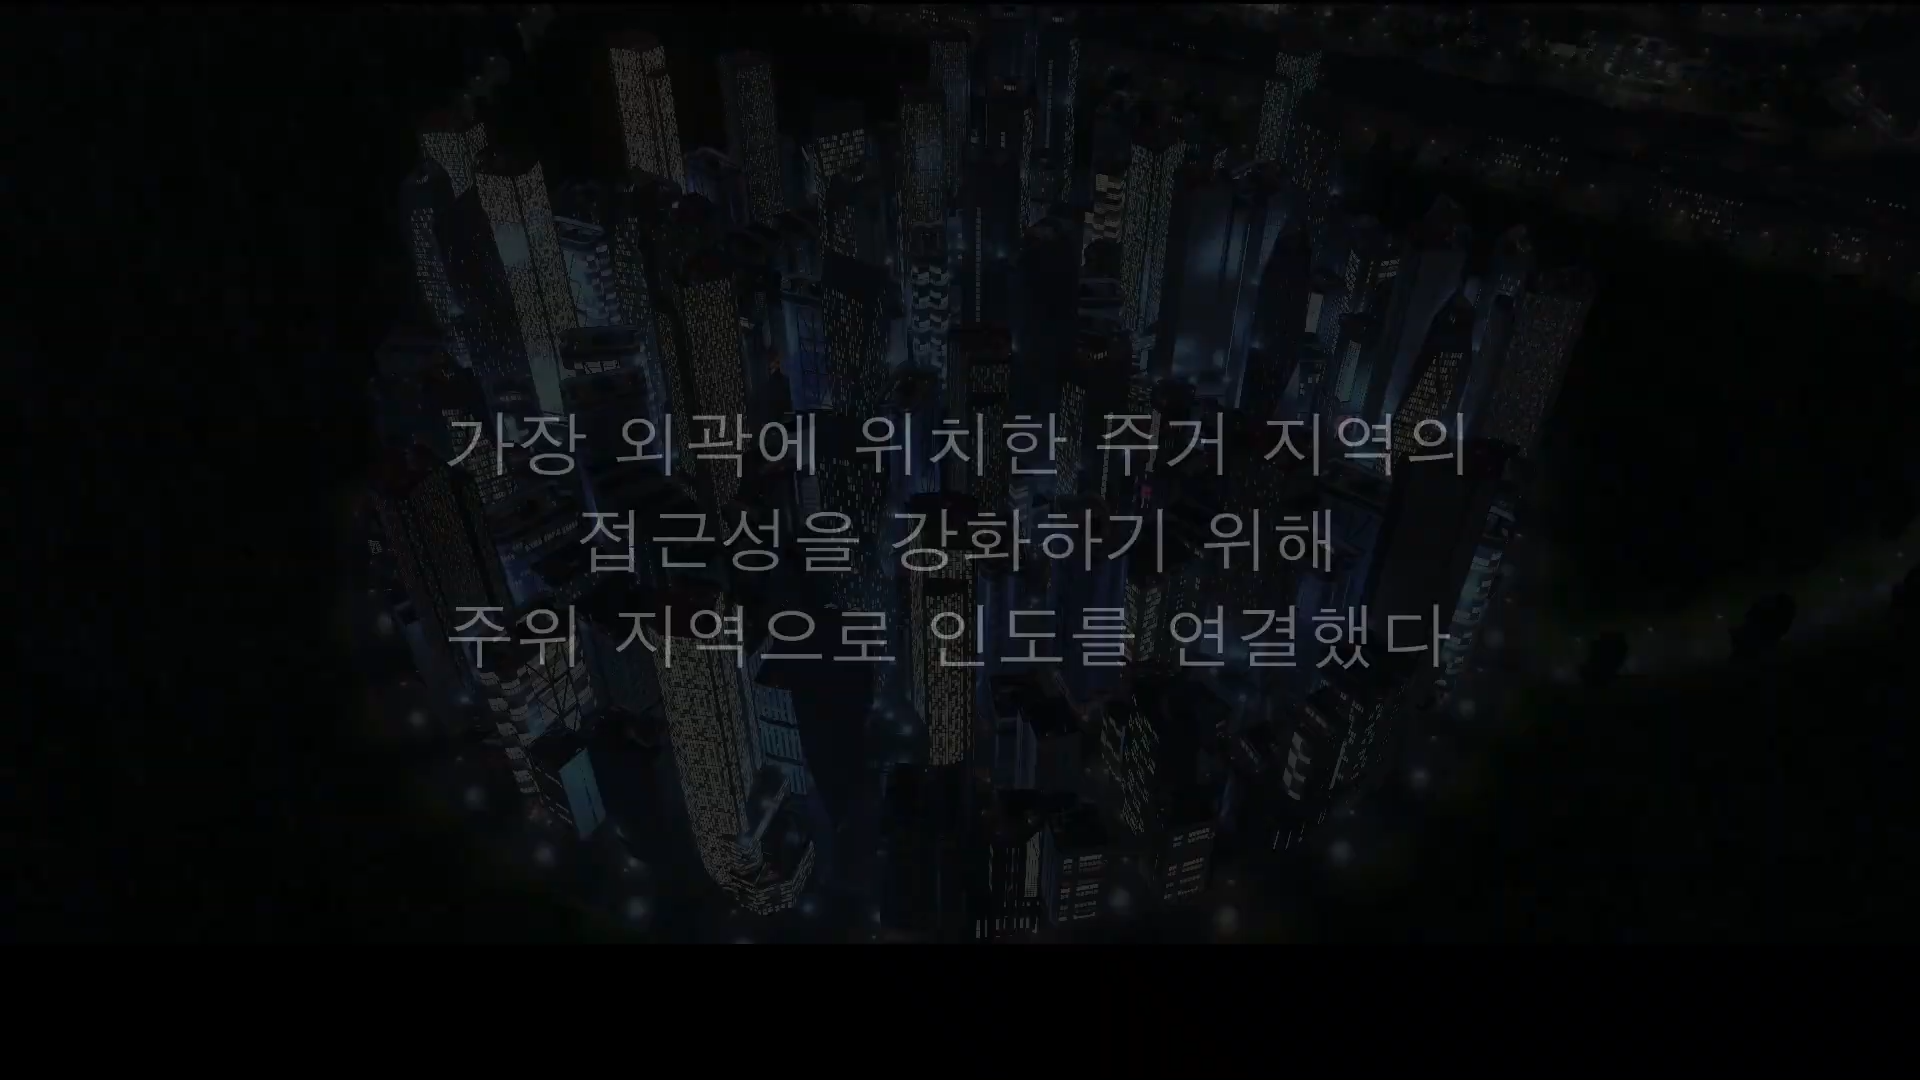 가장 외곽에 위치한 주거 지역의
접근성을 강화하기 위해
주위 지역으로 인도를 연결했다